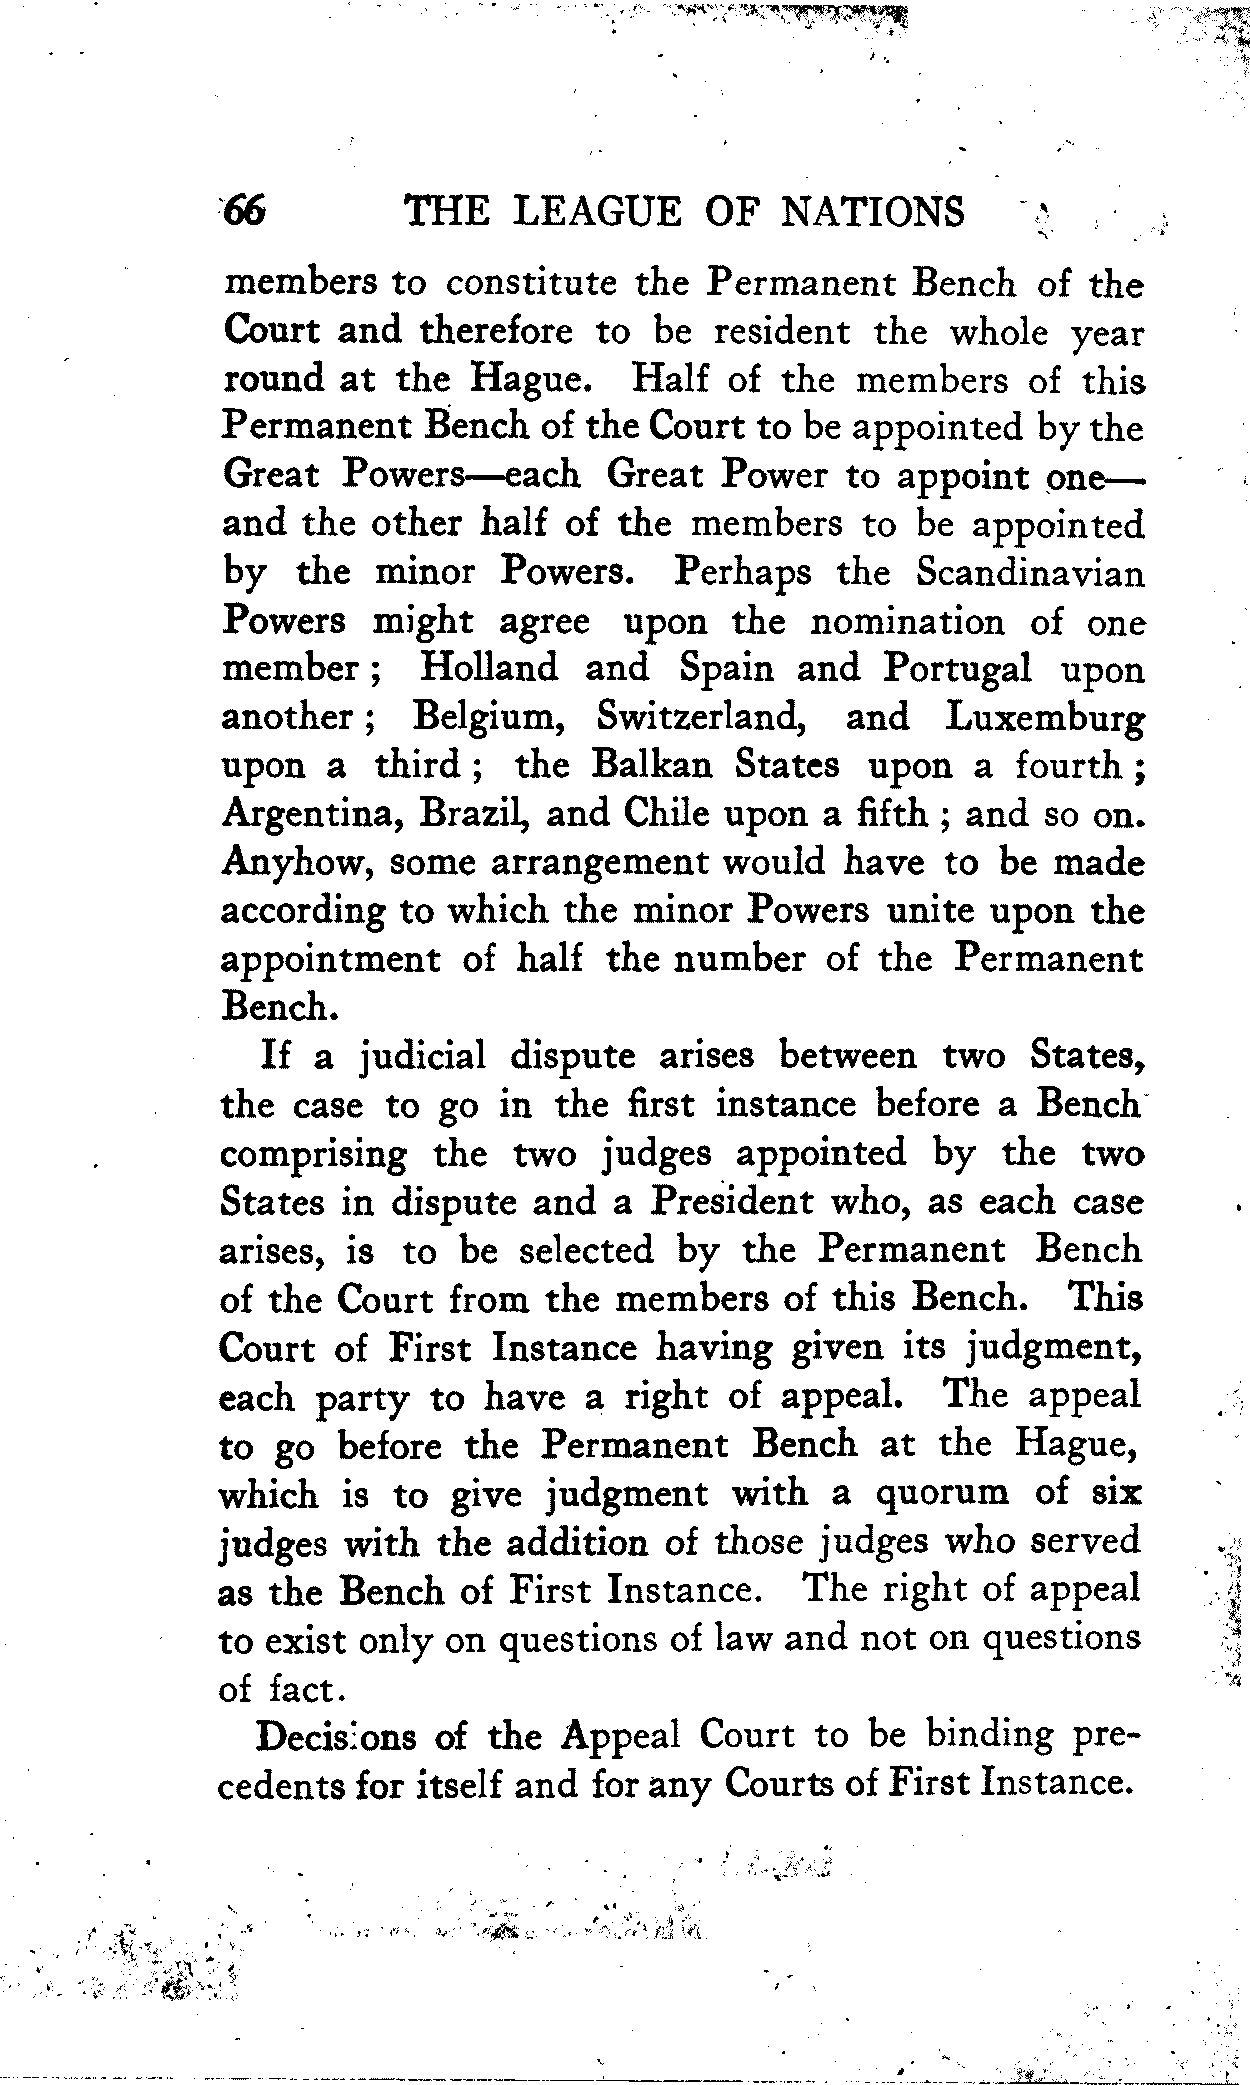 66 THE LEAGUE OF NATIONS
members to constitute the Permanent Bench of the
Court and therefore to be resident the whole year
round at the Hague. Half of the members of this
Permanent Bench of the Court to be appointed by the
Great Powers—each Great Power to appoint one—
and the other half of the members to be appointed
by the minor Powers. Perhaps the Scandinavian
Powers might agree upon the nomination of one
member ; Holland and Spain and Portugal upon
another ; Belgium, Switzerland, and Luxemburg
upon a third ; the Balkan States upon a fourth ;
Argentina, Brazil, and Chile upon a fifth ; and so on.
Anyhow, some arrangement would have to be made
according to which the minor Powers unite upon the
appointment of half the number of the Permanent
Bench.
If a judicial dispute arises between two States,
the case to go in the first instance before a Bench
comprising the two judges appointed by the two
States in dispute and a President who, as each case
arises, is to be selected by the Permanent Bench
of the Court from the members of this Bench. This
Court of First Instance having given its judgment,
each party to have a right of appeal. The appeal
to go before the Permanent Bench at the Hague,
which is to give judgment with a quorum of six
judges with the addition of those judges who served
as the Bench of First Instance. The right of appeal
to exist only on questions of law and not on questions
of fact.
Decisions of the Appeal Court to be binding pre-
cedents for itself and for any Courts of First Instance.